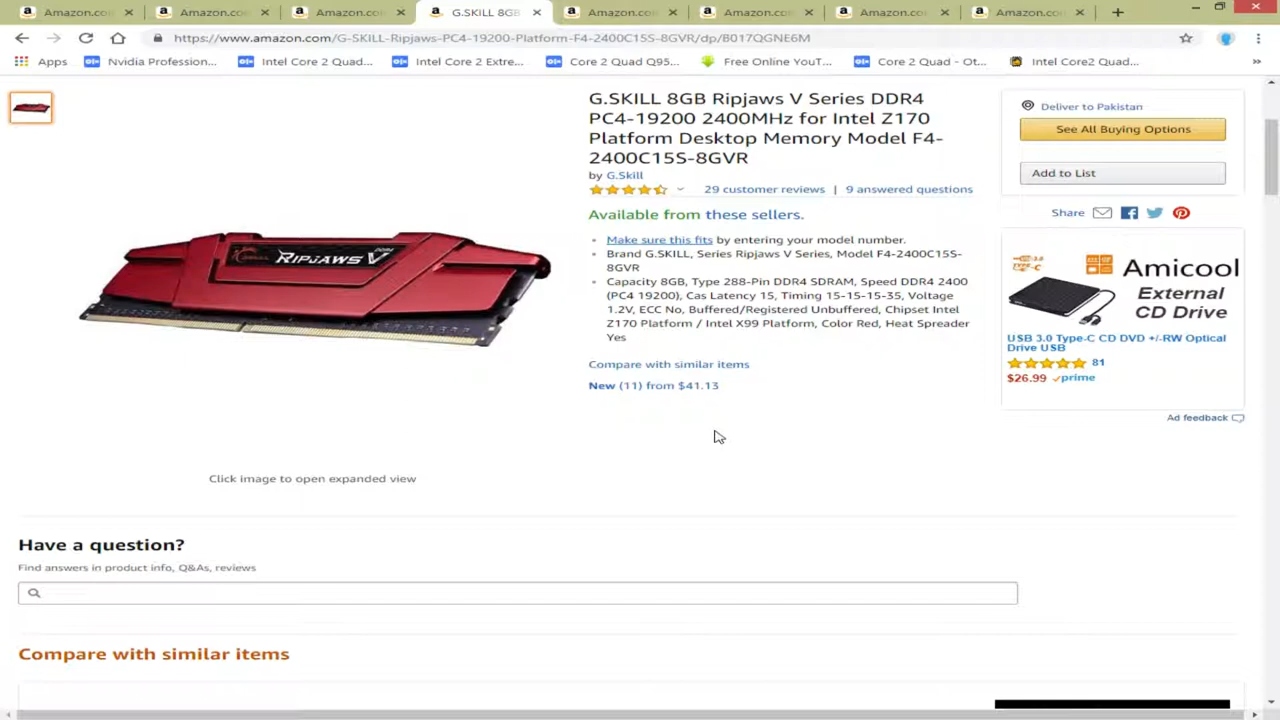 Amazon.co
Amazon.co
Amazon.co
G.SKILL 8GB
Amazon.co
Amazon.co
Amazon.co
Amazon.co
https://www.amazon.com/G-SKILL-Ripjaws-PC4-19200-Platform-F4-2400C15S-8GVR/dp/B017QGNE6M
Apps
Nvidia Profession...
Intel Core 2 Quad...
Intel Core 2 Extre...
Core 2 Quad Q95...
Free Online YouT...
Core 2 Quad - Ot...
Intel Core2 Quad...
RIPJAWS V
DDR4
Click image to open expanded view
G.SKILL 8GB Ripjaws V Series DDR4
PC4-19200 2400MHz for Intel Z170
Platform Desktop Memory Model F4-
2400C15S-8GVR
by G.Skill
29 customer reviews | 9 answered questions
Available from these sellers.
Make sure this fits by entering your model number.
Brand G.SKILL, Series Ripjaws V Series, Model F4-2400C15S-
8GVR
Capacity 8GB, Type 288-Pin DDR4 SDRAM, Speed DDR4 2400
(PC4 19200), Cas Latency 15, Timing 15-15-15-35, Voltage
1.2V, ECC No, Buffered/Registered Unbuffered, Chipset Intel
Z170 Platform / Intel X99 Platform, Color Red, Heat Spreader
Yes
Compare with similar items
New (11) from $41.13
Deliver to Pakistan
See All Buying Options
Add to List
Share
Amicool
External
CD Drive
USB 3.0 Type-C CD DVD +/-RW Optical
Drive USB
81
$26.99 prime
Ad feedback
Have a question?
Find answers in product info, Q&As, reviews
Compare with similar items